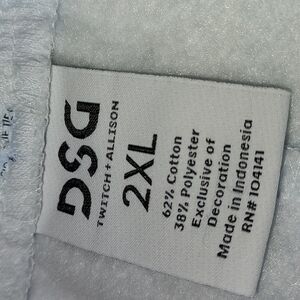 DSG
TWITCH + ALLISON
2XL
62% Cotton
38% Polyester
Exclusive of
Decoration
Made in Indonesia
RN# 104141